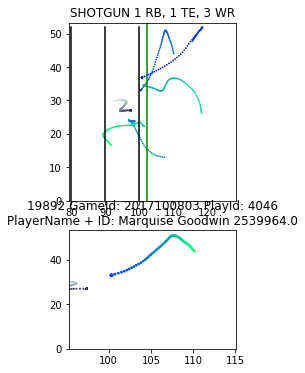 SHOTGUN 1 RB, 1 TE, 3 WR
50
40
30
20
10
0
80 90 100 110 120
19892 GameId: 2017100803 PlayId: 4046
PlayerName + ID: Marquise Goodwin 2539964.0
40
20
0
100 105 110 115